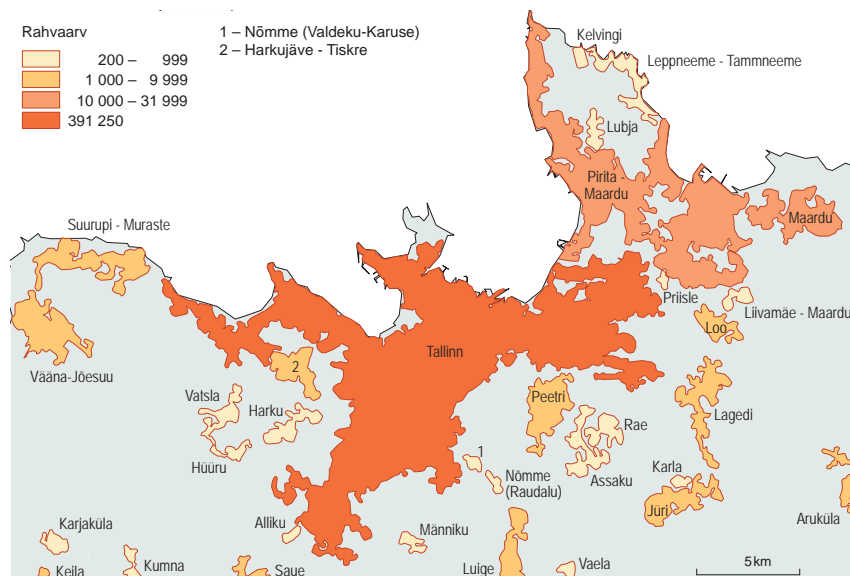 Rahvaarv
200 – 999
1 000 – 9 999
10 000 – 31 999
391 250
1 – Nõmme (Valdeku-Karuse)
2 – Harkujäve - Tiskre
Kelvingi
Leppneeme - Tammneeme
Lubja
Pirita -
Maardu
Maardu
Suurupi - Muraste
Priisle
Liivamäe - Maardu
Loo
Tallinn
2
Vääna-Jõesuu
Vatsla
Harku
Peetri
Lagedi
Rae
Hüüru
1
Nõmme
(Raudalu)
Assaku
Karla
Jüri
Aruküla
Alliku
Männiku
Karjaküla
Keila
Kumna
Saue
Luige
Vaela
5 km